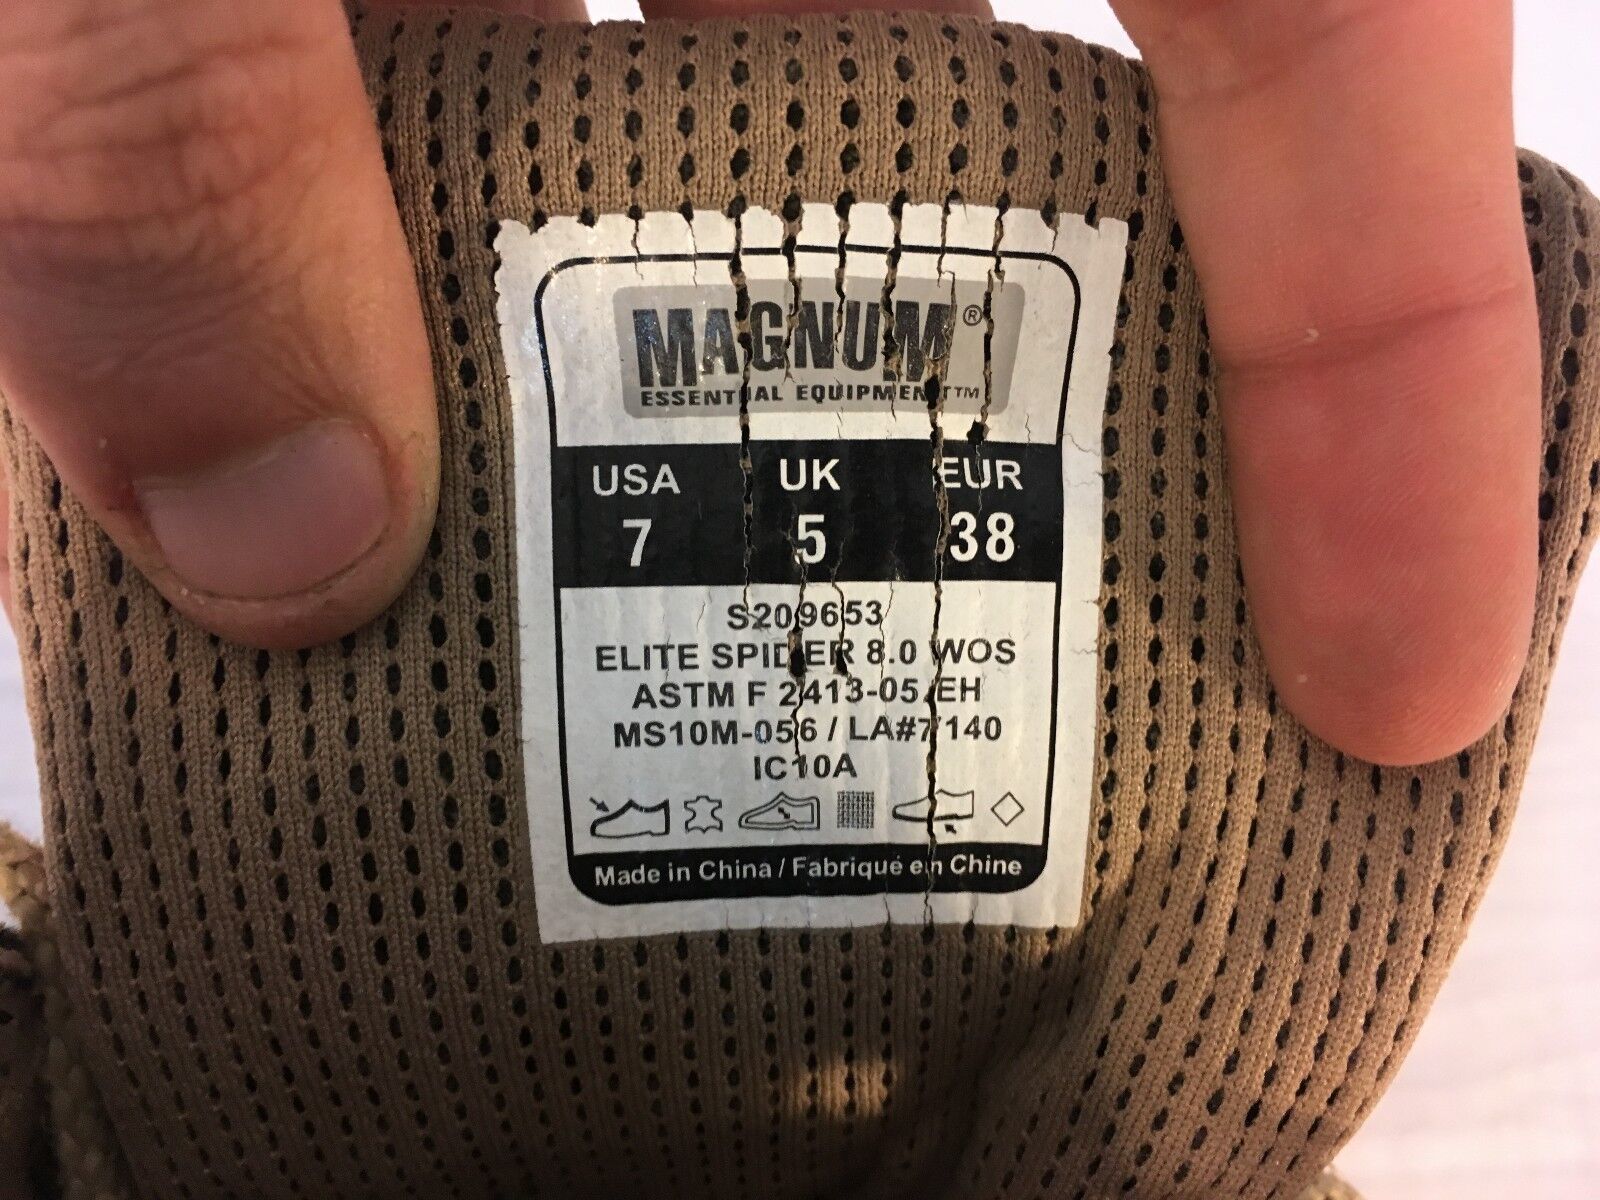 MAGNUM®
ESSENTIAL EQUIPMENT™
USA UK EUR
7 5 38
S209653
ELITE SPIDER 8.0 WOS
ASTM F 2413-05 EH
MS10M-056 / LA#7140
IC10A
Made in China / Fabriqué en Chine